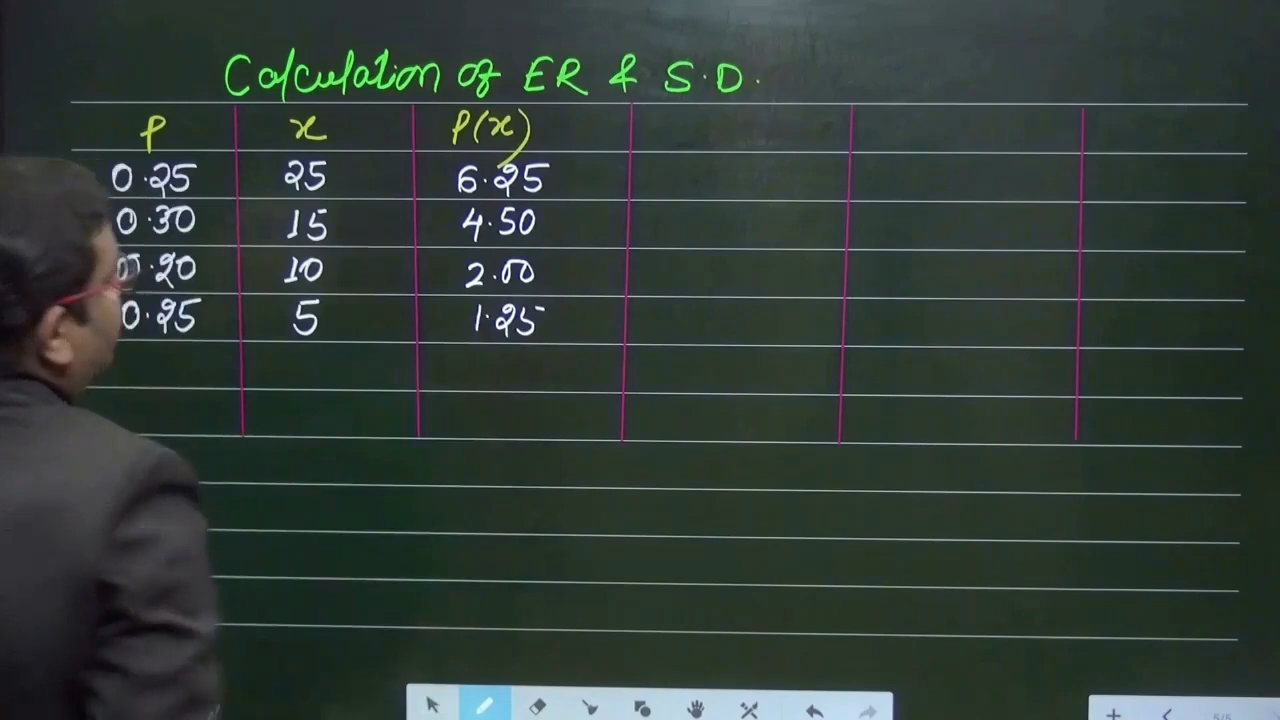 Calculation of ER & S.D.
P x P(x)
0.25 25 6.25
0.30 15 4.50
0.20 10 2.00
0.25 5 1.25